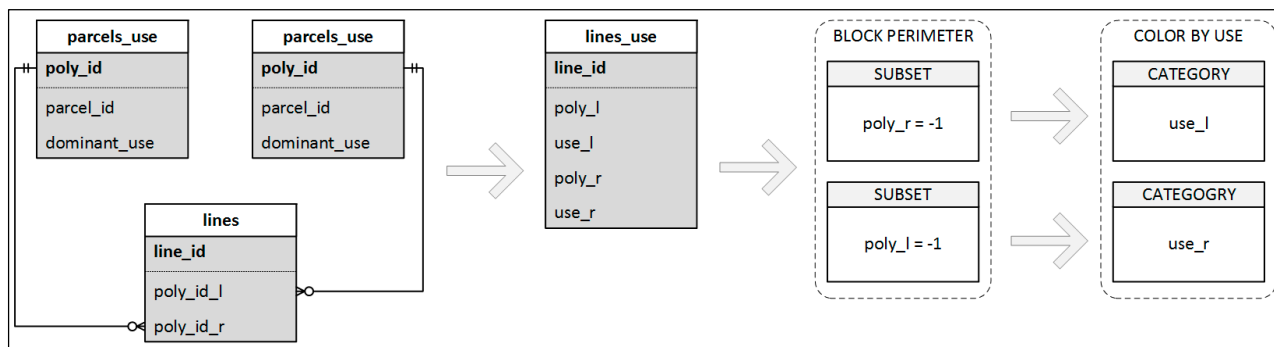 parcels_use
poly_id
parcel_id
dominant_use
parcels_use
poly_id
parcel_id
dominant_use
lines
line_id
poly_id_l
poly_id_r
lines_use
line_id
poly_l
use_l
poly_r
use_r
BLOCK PERIMETER
SUBSET
poly_r = -1
SUBSET
poly_l = -1
COLOR BY USE
CATEGORY
use_l
CATEGOGRY
use_r